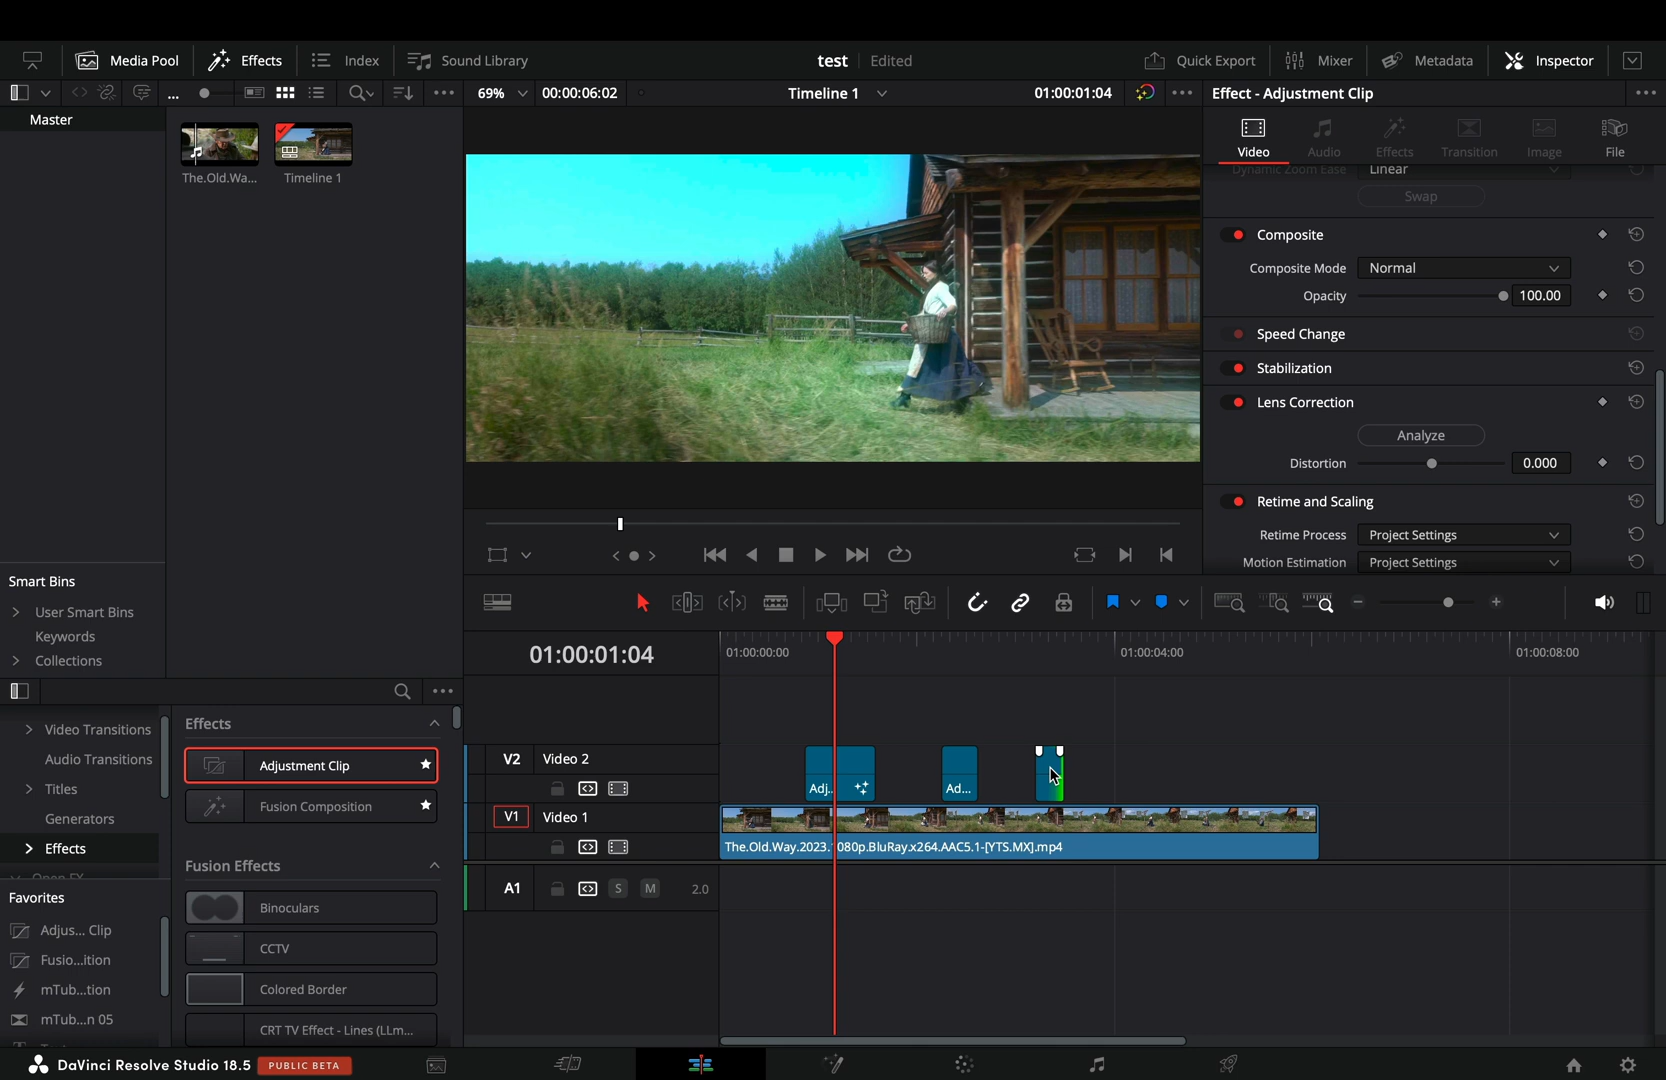 Media Pool
Effects
Index
Sound Library
test
Edited
Quick Export
Mixer
Metadata
Inspector
...
69%
00:00:06:02
Timeline 1
01:00:01:04
Effect - Adjustment Clip
Master
The.Old.Wa...
Timeline 1
Video
Audio
Effects
Transition
Image
File
Dynamic Zoom Ease
Linear
Swap
Composite
Composite Mode
Normal
Opacity
100.00
Speed Change
Stabilization
Lens Correction
Analyze
Distortion
0.000
Retime and Scaling
Retime Process
Project Settings
Motion Estimation
Project Settings
Smart Bins
User Smart Bins
Keywords
Collections
01:00:01:04
01:00:00:00
01:00:04:00
01:00:08:00
Video Transitions
Audio Transitions
Titles
Generators
Effects
Open FX
Favorites
Adjus... Clip
Fusio...ition
mTub...tion
mTub...n 05
Effects
Adjustment Clip
Fusion Composition
Fusion Effects
Binoculars
CCTV
Colored Border
CRT TV Effect - Lines (LLm...
V2
Video 2
Adj...
Ad...
V1
Video 1
The.Old.Way.2023.1080p.BluRay.x264.AAC5.1-[YTS.MX].mp4
A1
S
M
2.0
DaVinci Resolve Studio 18.5
PUBLIC BETA